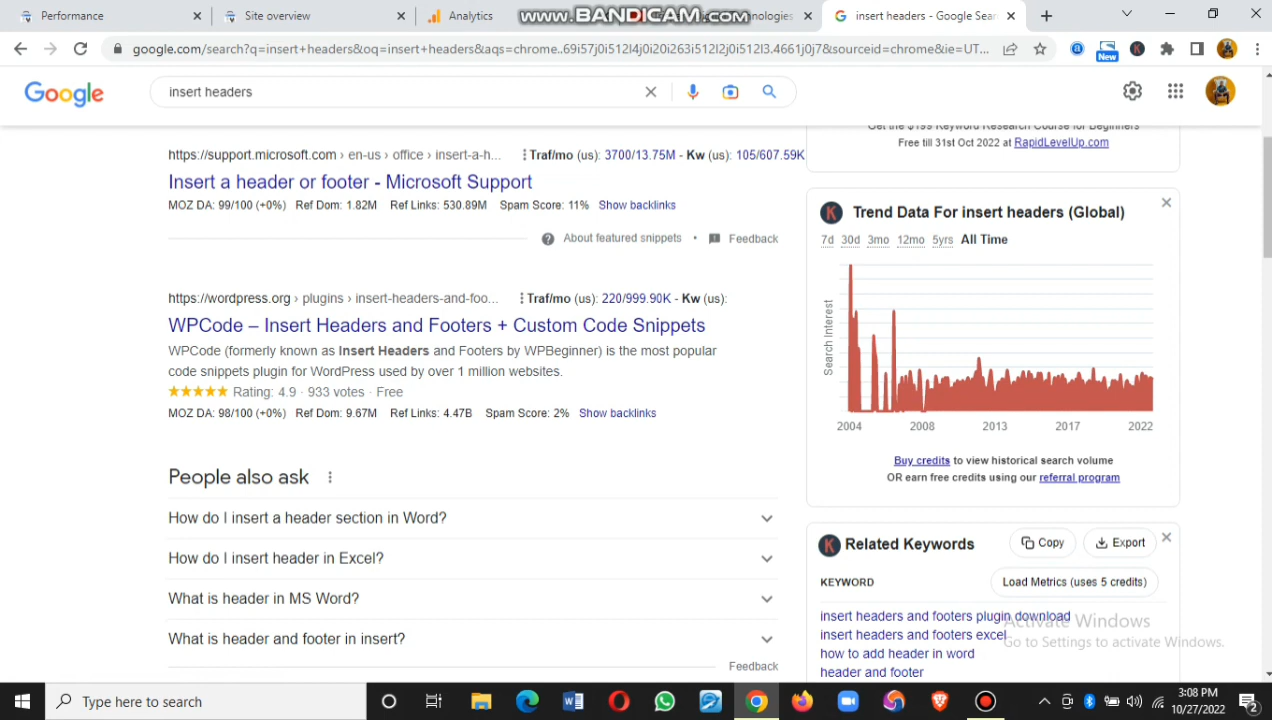 Performance
Site overview
Analytics
www.BANDICAM.com
nologies
insert headers - Google Sear
google.com/search?q=insert+headers&oq=insert+headers&aqs=chrome..69i57j0i512l4j0i20i263i512l2j0i512l3.4661j0j7&sourceid=chrome&ie=UT...
New
Google
insert headers
Get the $199 Keyword Research Course for Beginners
Free till 31st Oct 2022 at RapidLevelUp.com
https://support.microsoft.com › en-us › office › insert-a-h...
Traf/mo (us): 3700/13.75M - Kw (us): 105/607.59K
Insert a header or footer - Microsoft Support
MOZ DA: 99/100 (+0%) Ref Dom: 1.82M Ref Links: 530.89M Spam Score: 11% Show backlinks
About featured snippets • Feedback
https://wordpress.org › plugins › insert-headers-and-foo...
Traf/mo (us): 220/999.90K - Kw (us):
WPCode – Insert Headers and Footers + Custom Code Snippets
WPCode (formerly known as Insert Headers and Footers by WPBeginner) is the most popular
code snippets plugin for WordPress used by over 1 million websites.
Rating: 4.9 · 933 votes · Free
MOZ DA: 98/100 (+0%) Ref Dom: 9.67M Ref Links: 4.47B Spam Score: 2% Show backlinks
People also ask
How do I insert a header section in Word?
How do I insert header in Excel?
What is header in MS Word?
What is header and footer in insert?
Feedback
Trend Data For insert headers (Global)
7d 30d 3mo 12mo 5yrs All Time
Search Interest
2004 2008 2013 2017 2022
Buy credits to view historical search volume
OR earn free credits using our referral program
Related Keywords
Copy
Export
KEYWORD
Load Metrics (uses 5 credits)
insert headers and footers plugin download
insert headers and footers excel
how to add header in word
header and footer
Activate Windows
Go to Settings to activate Windows.
Type here to search
3:08 PM
10/27/2022
2